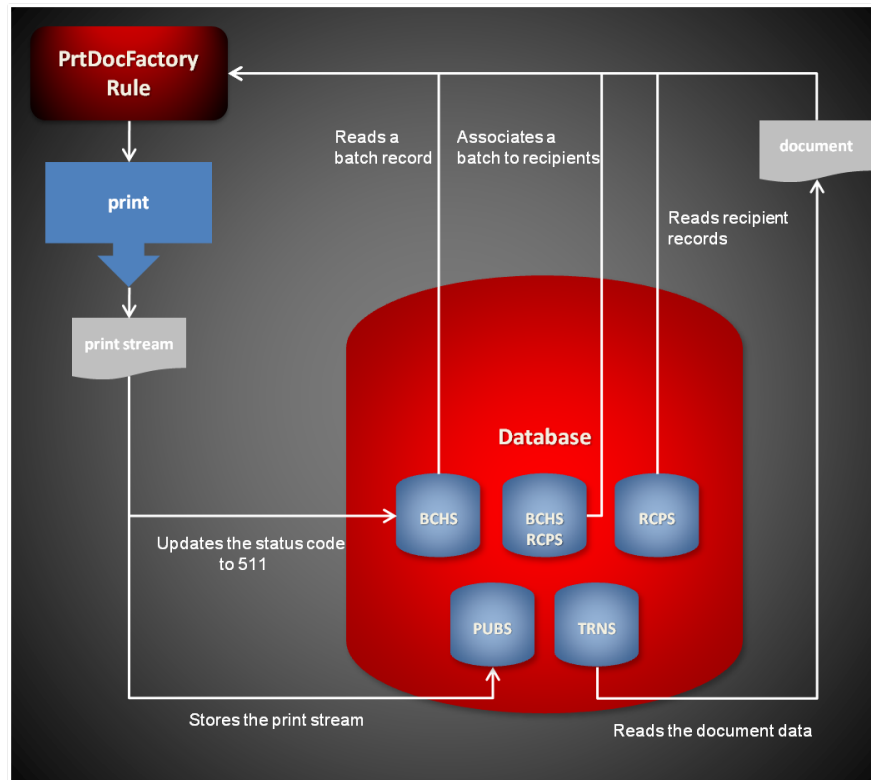 PrtDocFactory
Rule
Reads a
batch record
Associates a
batch to recipients
document
print
Reads recipient
records
print stream
Database
BCHS
BCHS
RCPS
RCPS
Updates the status code
to 511
PUBS
TRNS
Stores the print stream
Reads the document data